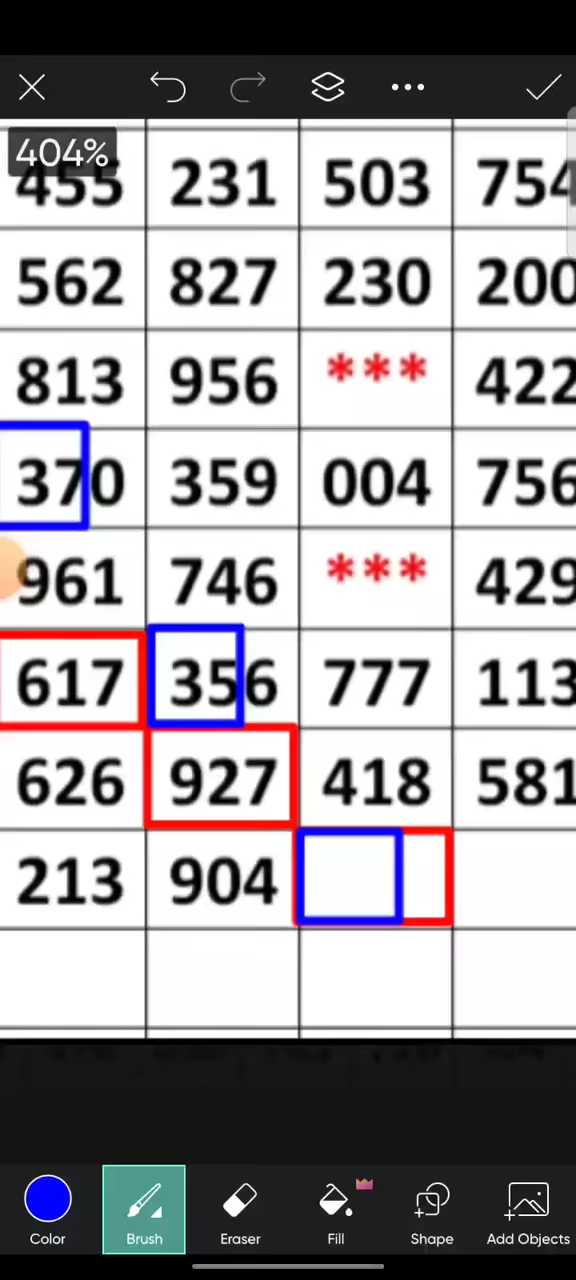 404%
455 231 503 754
562 827 230 200
813 956 *** 422
370 359 004 756
961 746 *** 429
617 356 777 113
626 927 418 581
213 904
Color Brush Eraser Fill Shape Add Objects